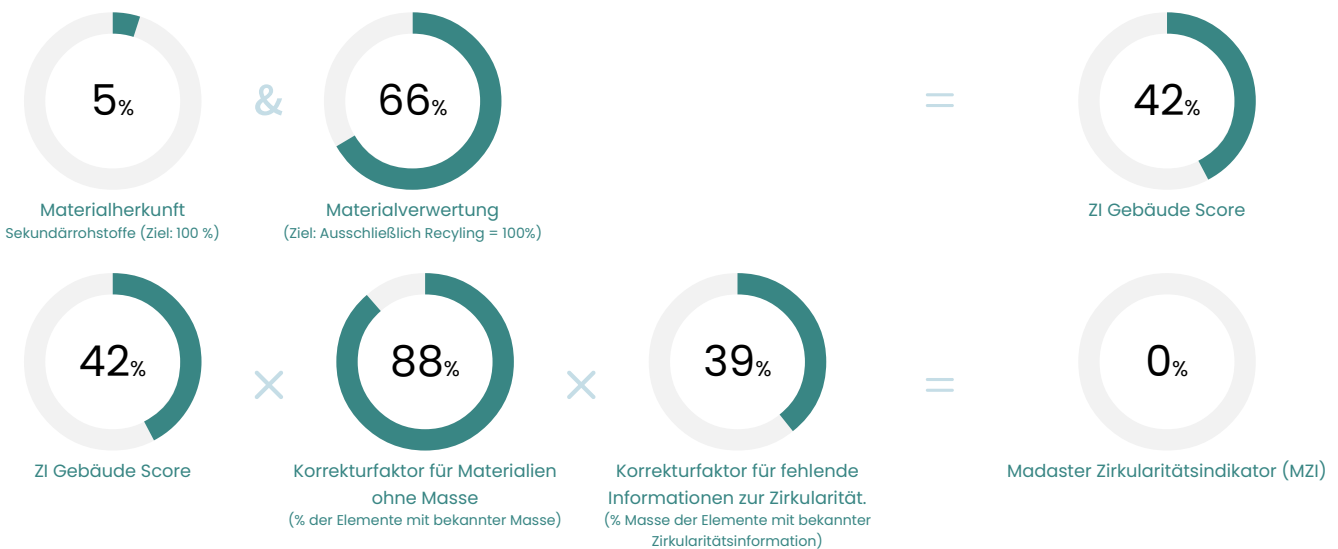 5%
&
66%
=
42%
Materialherkunft
Sekundärrohstoffe (Ziel: 100 %)
Materialverwertung
(Ziel: Ausschließlich Recyling = 100%)
ZI Gebäude Score
42%
×
88%
×
39%
=
0%
ZI Gebäude Score
Korrekturfaktor für Materialien
ohne Masse
(% der Elemente mit bekannter Masse)
Korrekturfaktor für fehlende
Informationen zur Zirkularität.
(% Masse der Elemente mit bekannter
Zirkularitätsinformation)
Madaster Zirkularitätsindikator (MZI)